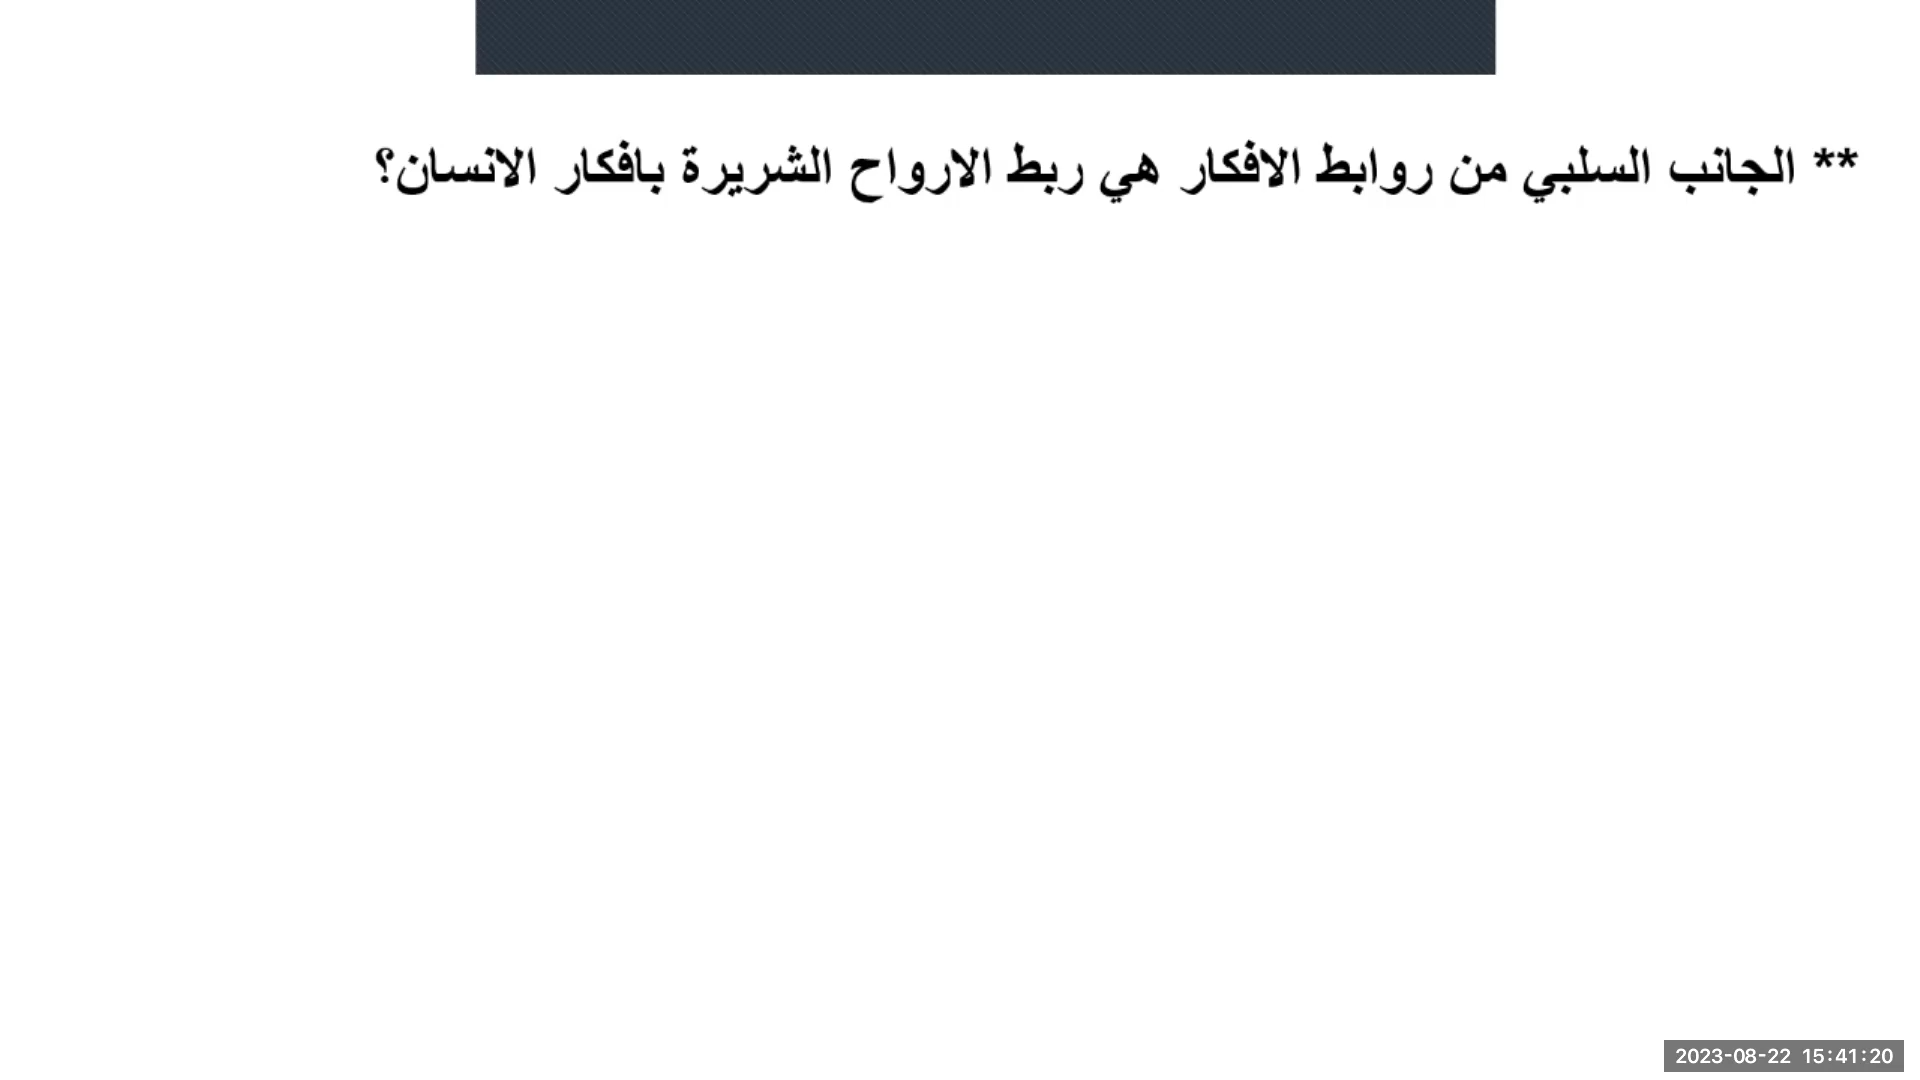 ** الجانب السلبي من روابط الافكار هي ربط الارواح الشريرة بافكار الانسان؟
2023-08-22 15:41:20